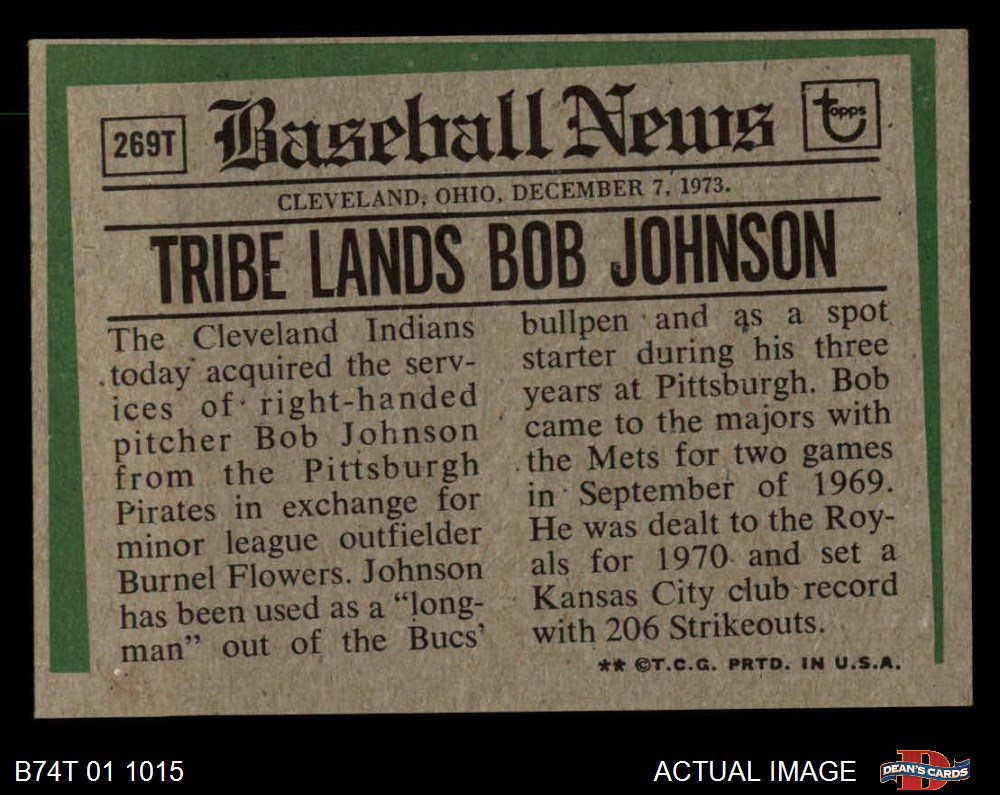 269T
Baseball News
topps
CLEVELAND, OHIO, DECEMBER 7, 1973.
TRIBE LANDS BOB JOHNSON
The Cleveland Indians
today acquired the serv-
ices of right-handed
pitcher Bob Johnson
from the Pittsburgh
Pirates in exchange for
minor league outfielder
Burnel Flowers. Johnson
has been used as a “long-
man” out of the Bucs’
bullpen and as a spot
starter during his three
years at Pittsburgh. Bob
came to the majors with
the Mets for two games
in September of 1969.
He was dealt to the Roy-
als for 1970 and set a
Kansas City club record
with 206 Strikeouts.
** ©T.C.G. PRTD. IN U.S.A.
B74T 01 1015
ACTUAL IMAGE
DEAN'S CARDS